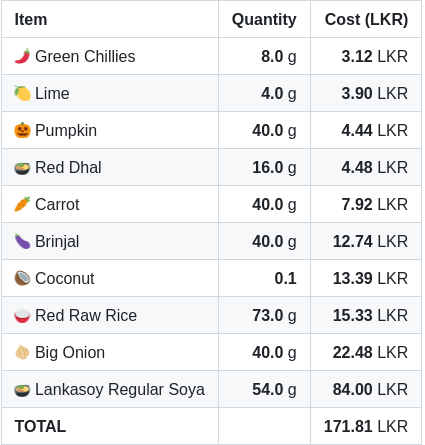 Item Quantity Cost (LKR)
Green Chillies 8.0 g 3.12 LKR
Lime 4.0 g 3.90 LKR
Pumpkin 40.0 g 4.44 LKR
Red Dhal 16.0 g 4.48 LKR
Carrot 40.0 g 7.92 LKR
Brinjal 40.0 g 12.74 LKR
Coconut 0.1 13.39 LKR
Red Raw Rice 73.0 g 15.33 LKR
Big Onion 40.0 g 22.48 LKR
Lankasoy Regular Soya 54.0 g 84.00 LKR
TOTAL 171.81 LKR